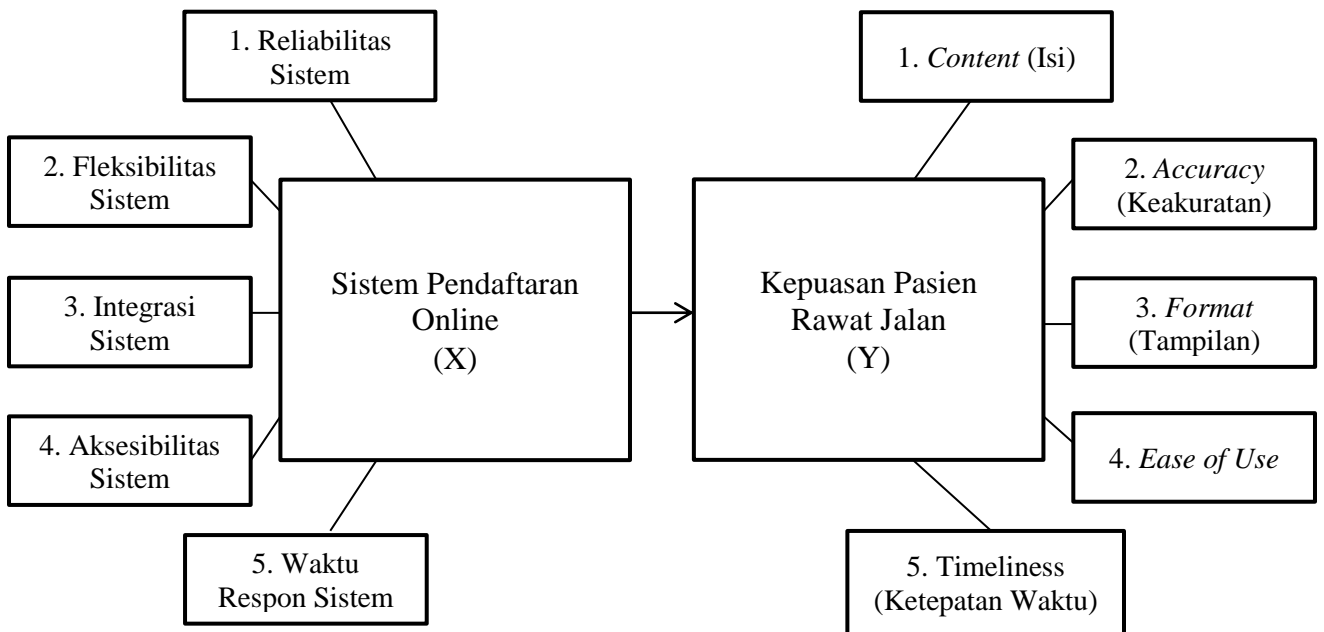 1. Reliabilitas
Sistem
2. Fleksibilitas
Sistem
3. Integrasi
Sistem
4. Aksesibilitas
Sistem
5. Waktu
Respon Sistem
Sistem Pendaftaran
Online
(X)
Kepuasan Pasien
Rawat Jalan
(Y)
1. Content (Isi)
2. Accuracy
(Keakuratan)
3. Format
(Tampilan)
4. Ease of Use
5. Timeliness
(Ketepatan Waktu)